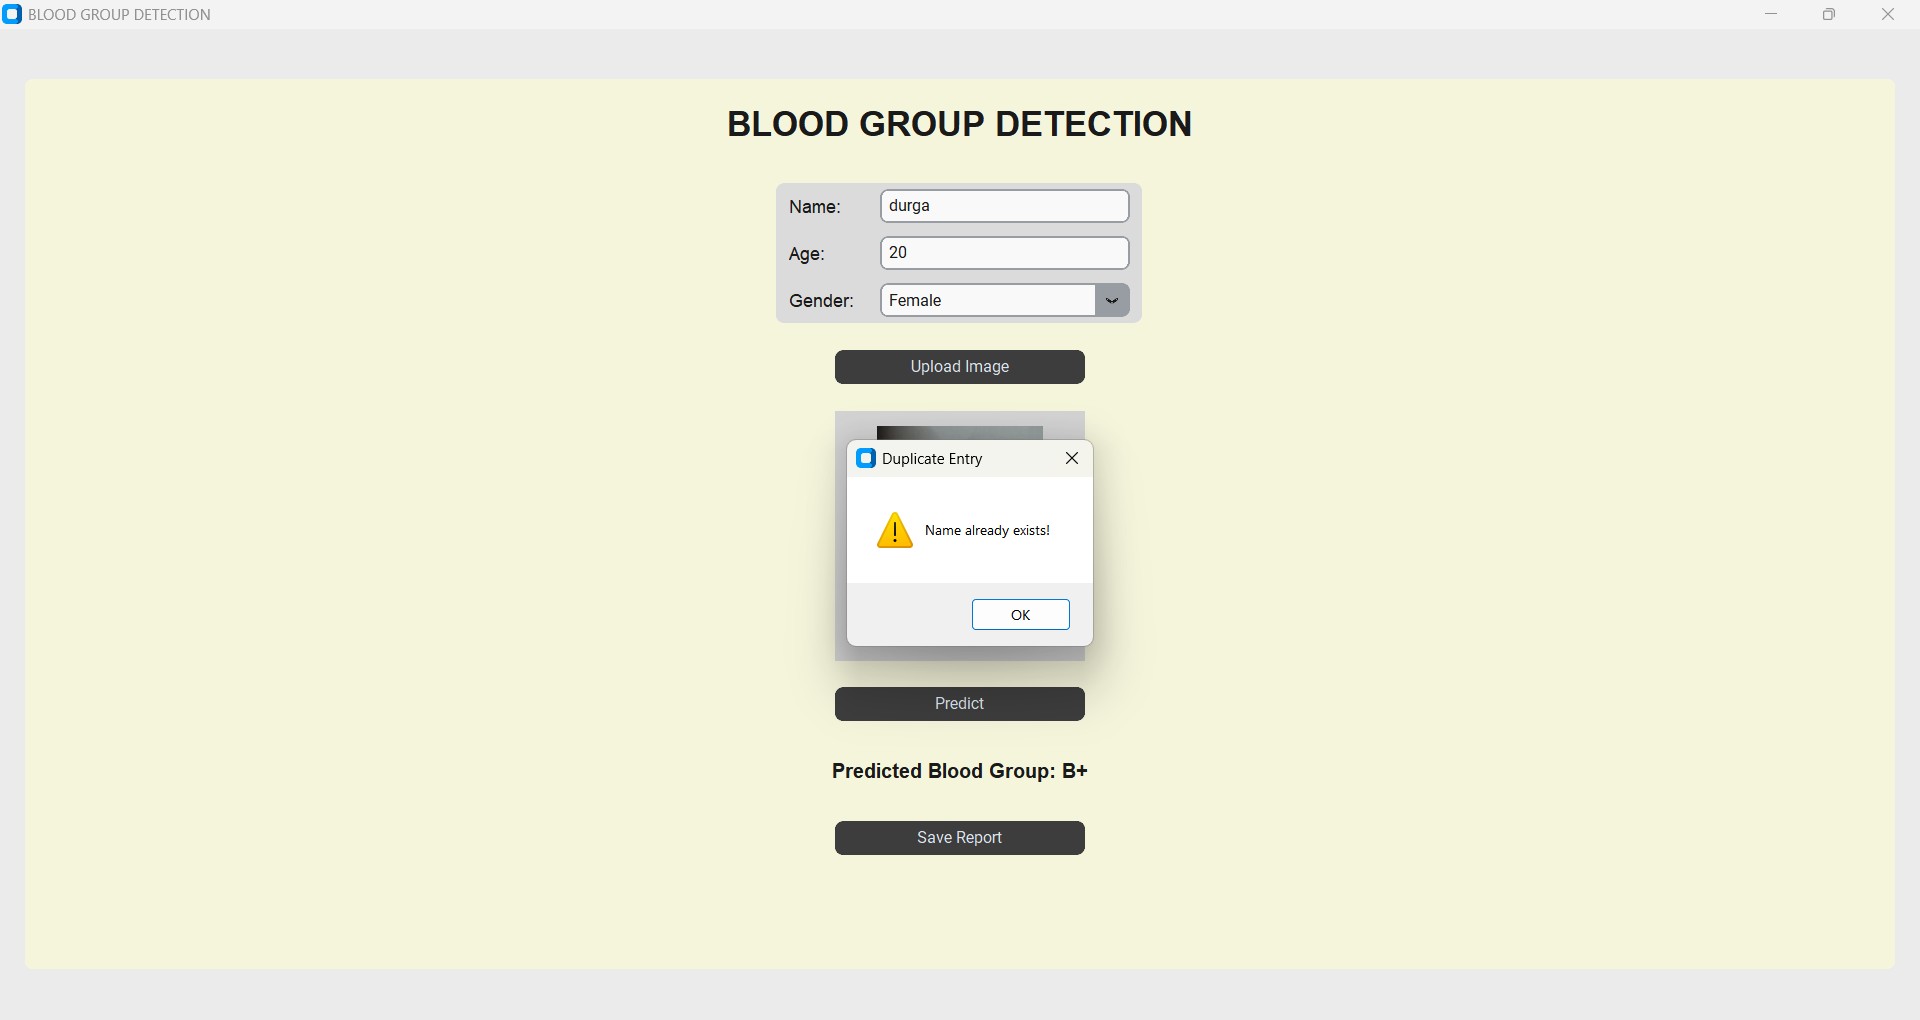 BLOOD GROUP DETECTION
BLOOD GROUP DETECTION
Name: durga
Age: 20
Gender: Female
Upload Image
Duplicate Entry
Name already exists!
OK
Predict
Predicted Blood Group: B+
Save Report